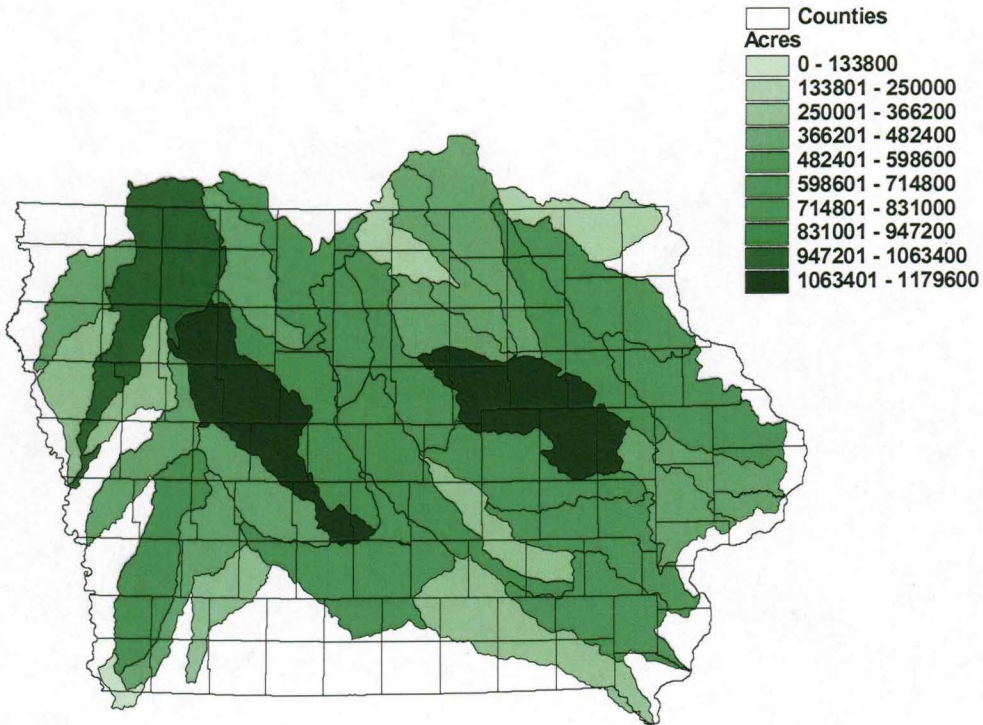 Counties
Acres
0 - 133800
133801 - 250000
250001 - 366200
366201 - 482400
482401 - 598600
598601 - 714800
714801 - 831000
831001 - 947200
947201 - 1063400
1063401 - 1179600